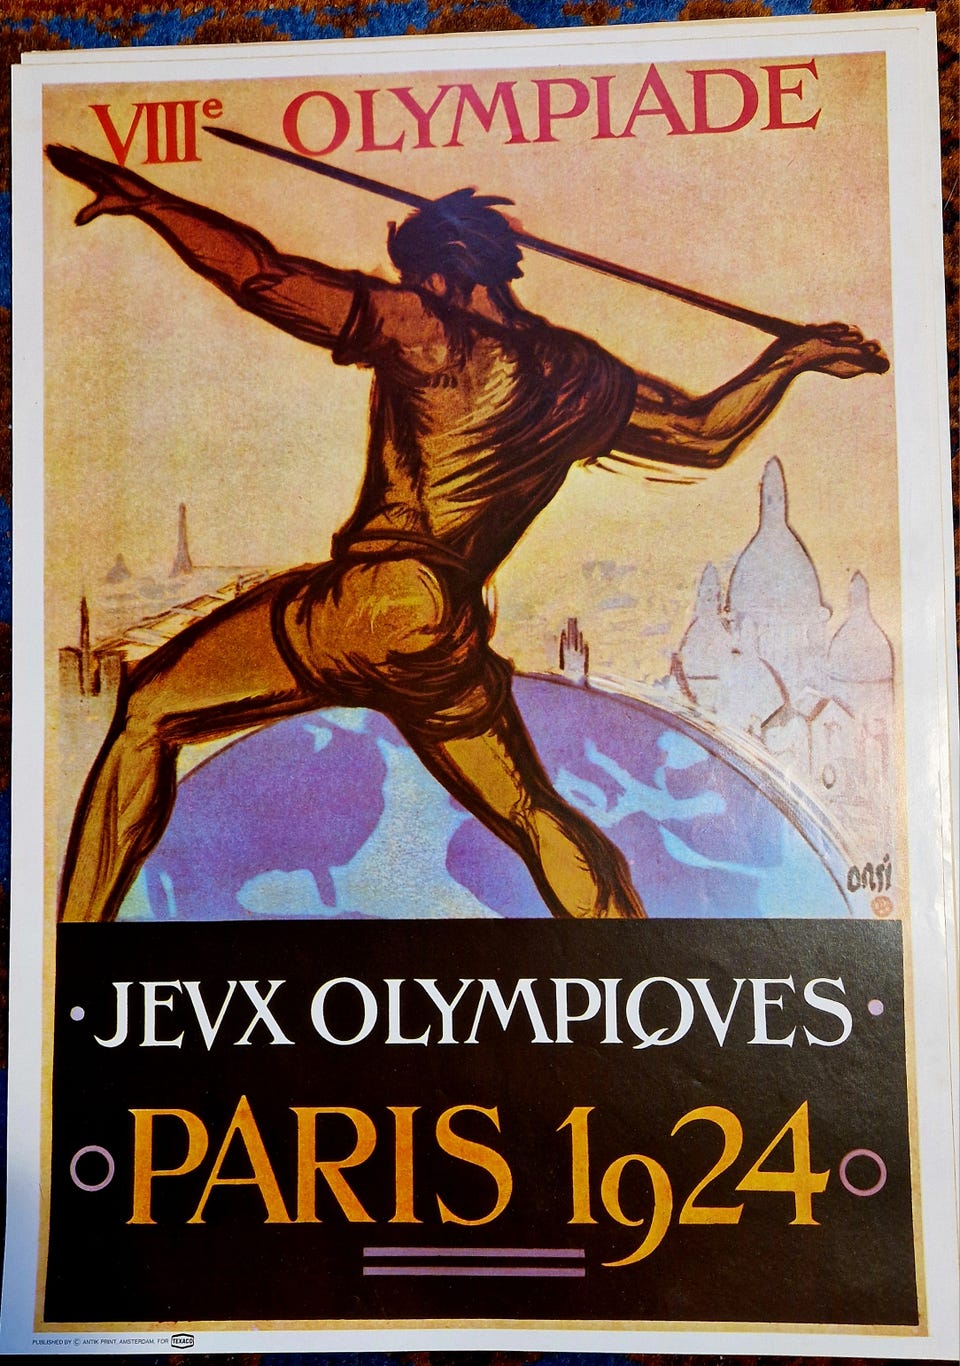 VIIIe OLYMPIADE
ORSI
· JEVX OLYMPIQVES ·
PARIS 1924
PUBLISHED BY © ANTIK PRINT, AMSTERDAM, FOR TEXACO